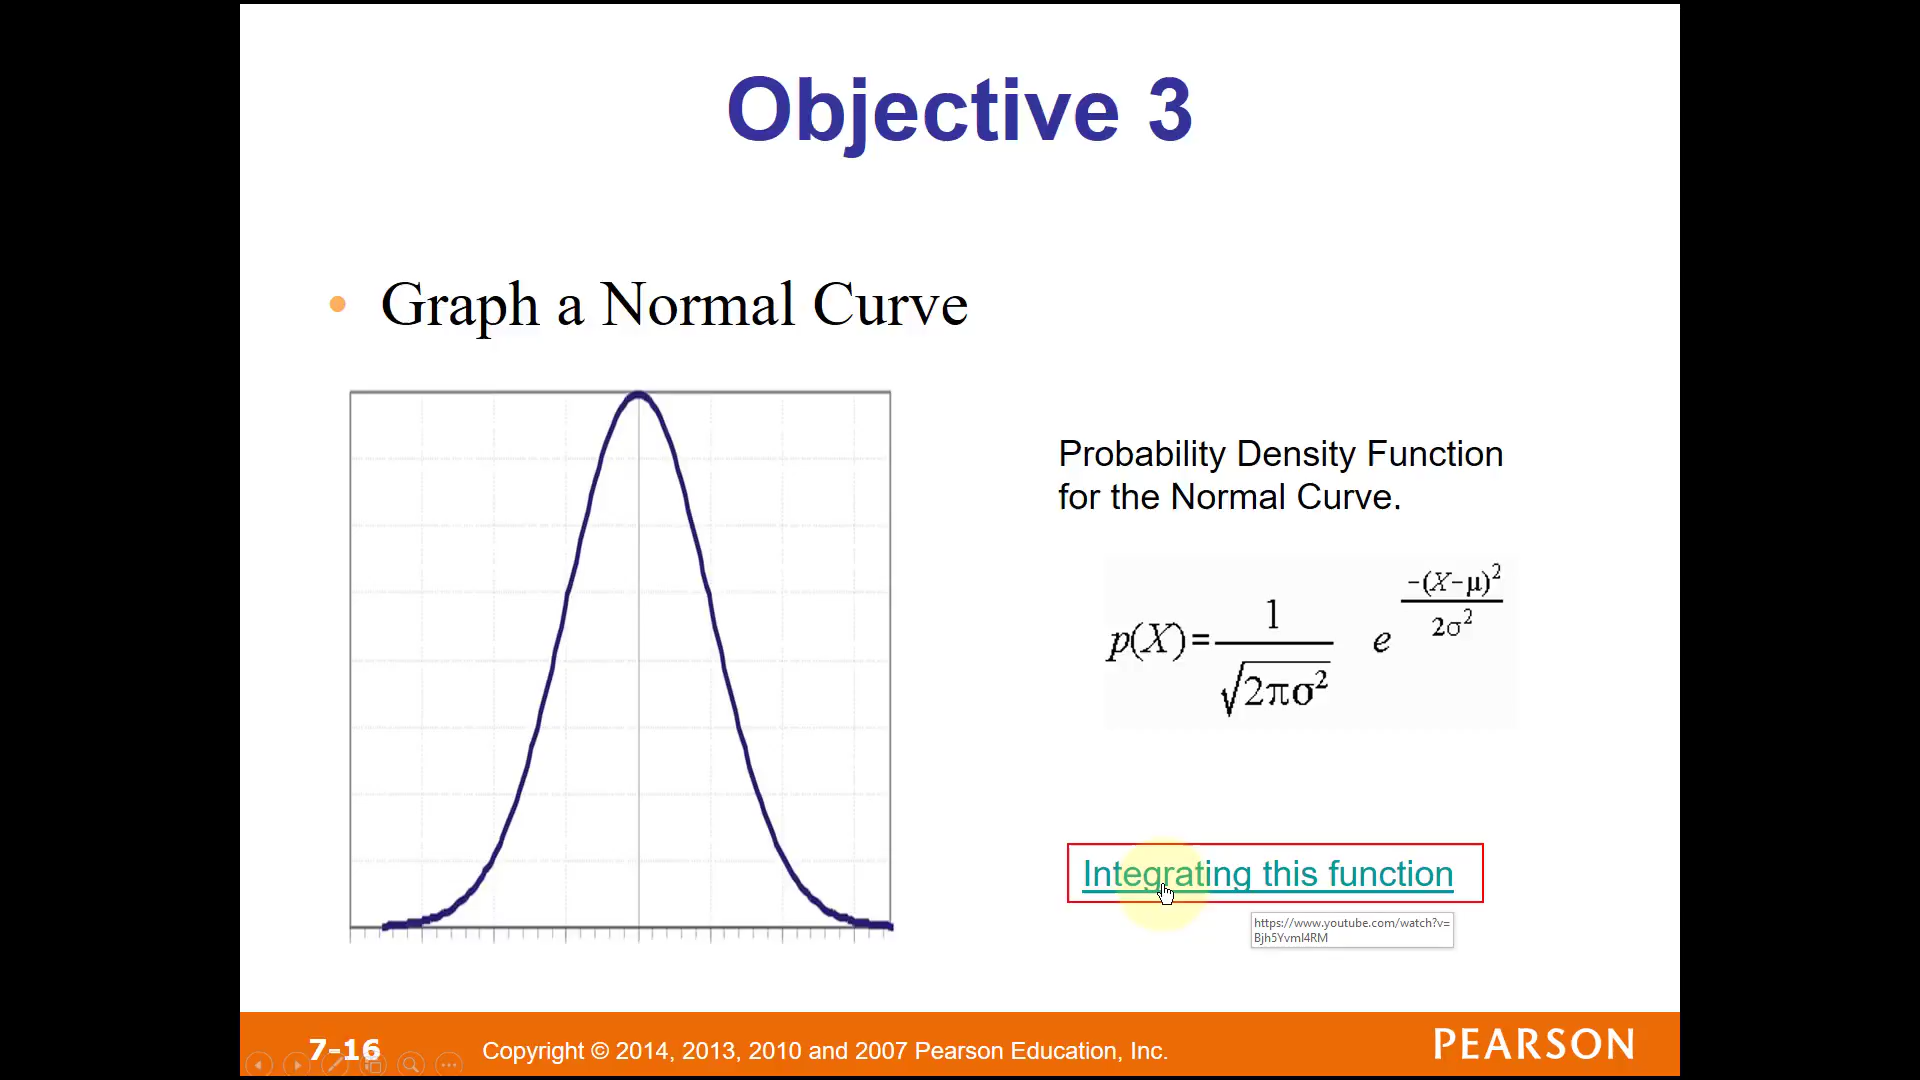 Objective 3
• Graph a Normal Curve
Probability Density Function
for the Normal Curve.
p(X)= 1 / √2πσ² e −(X−μ)² / 2σ²
Integrating this function
https://www.youtube.com/watch?v=
Bjh5Yvml4RM
7-16
Copyright © 2014, 2013, 2010 and 2007 Pearson Education, Inc.
PEARSON